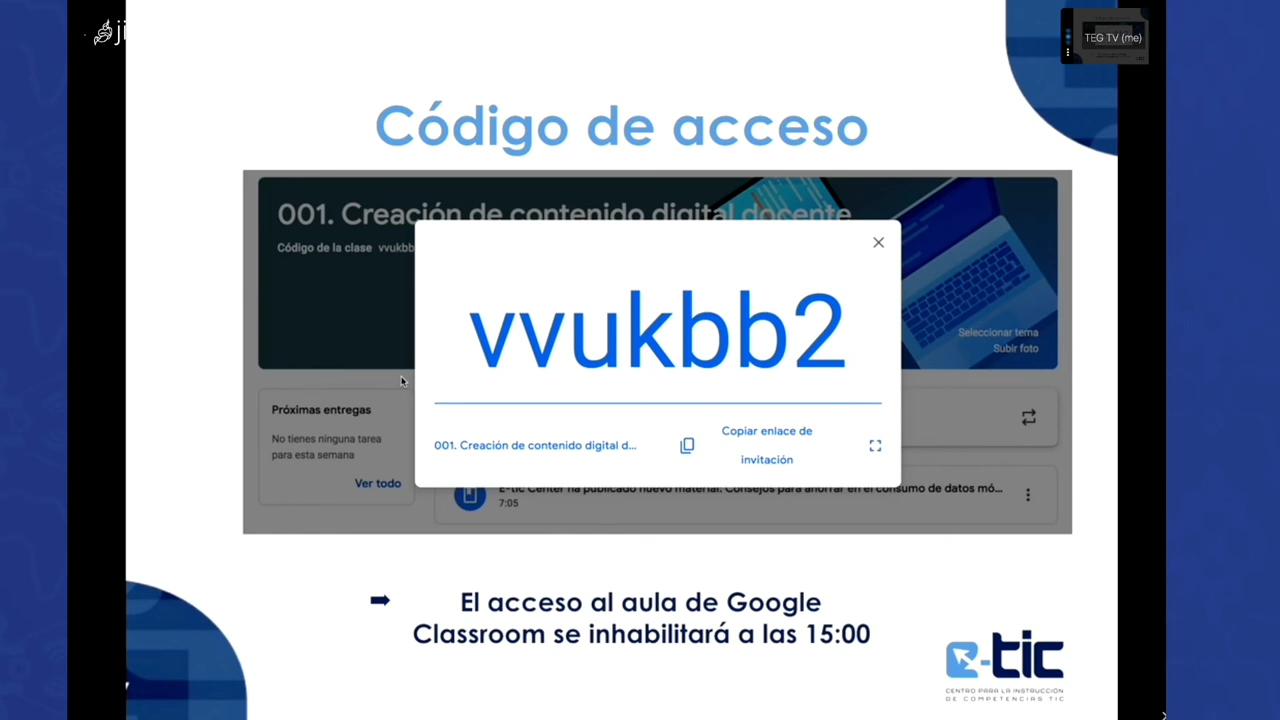 ji
TEG TV (me)
Código de acceso
001. Creación de contenido digital docente
Código de la clase vvukbb
vvukbb2
Seleccionar tema
Subir foto
Próximas entregas
No tienes ninguna tarea
para esta semana
Ver todo
001. Creación de contenido digital d...
Copiar enlace de
invitación
E-tic Center ha publicado nuevo material: Consejos para ahorrar en el consumo de datos mó...
7:05
➡ El acceso al aula de Google
Classroom se inhabilitará a las 15:00
e-tic
CENTRO PARA LA INSTRUCCIÓN
DE COMPETENCIAS TIC